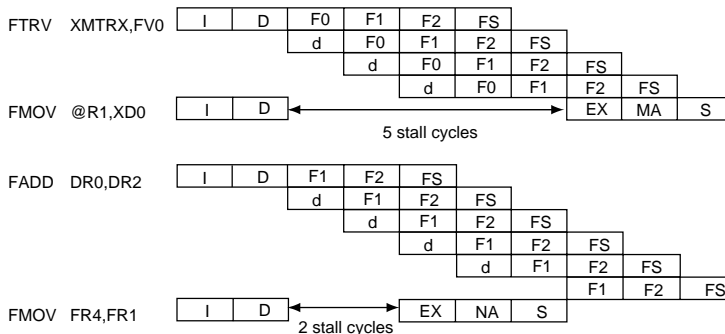 FTRV XMTRX,FV0 I D F0 F1 F2 FS
d F0 F1 F2 FS
d F0 F1 F2 FS
d F0 F1 F2 FS
FMOV @R1,XD0 I D EX MA S
5 stall cycles
FADD DR0,DR2 I D F1 F2 FS
d F1 F2 FS
d F1 F2 FS
d F1 F2 FS
d F1 F2 FS
F1 F2 FS
FMOV FR4,FR1 I D EX NA S
2 stall cycles